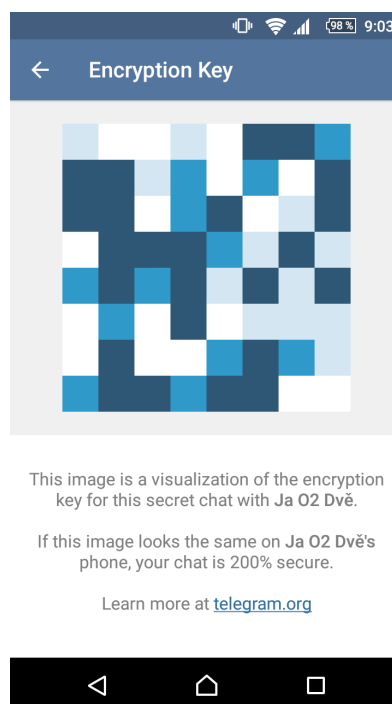 98% 9:03
Encryption Key
This image is a visualization of the encryption
key for this secret chat with Ja O2 Dvě.
If this image looks the same on Ja O2 Dvě's
phone, your chat is 200% secure.
Learn more at telegram.org